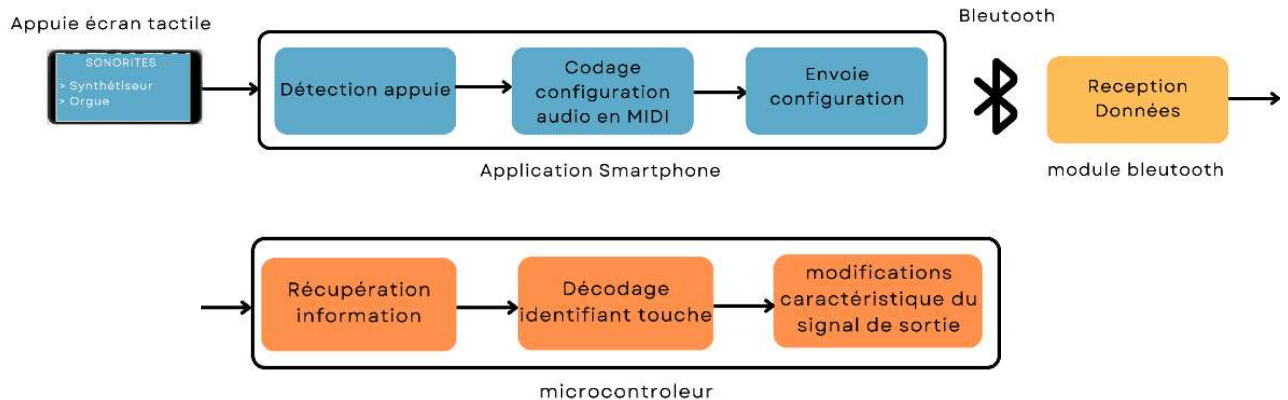 Appuie écran tactile
SONORITES
> Synthétiseur
> Orgue
Détection appuie
Codage
configuration
audio en MIDI
Envoie
configuration
Application Smartphone
Bleutooth
Reception
Données
module bleutooth
Récupération
information
Décodage
identifiant touche
modifications
caractéristique du
signal de sortie
microcontroleur